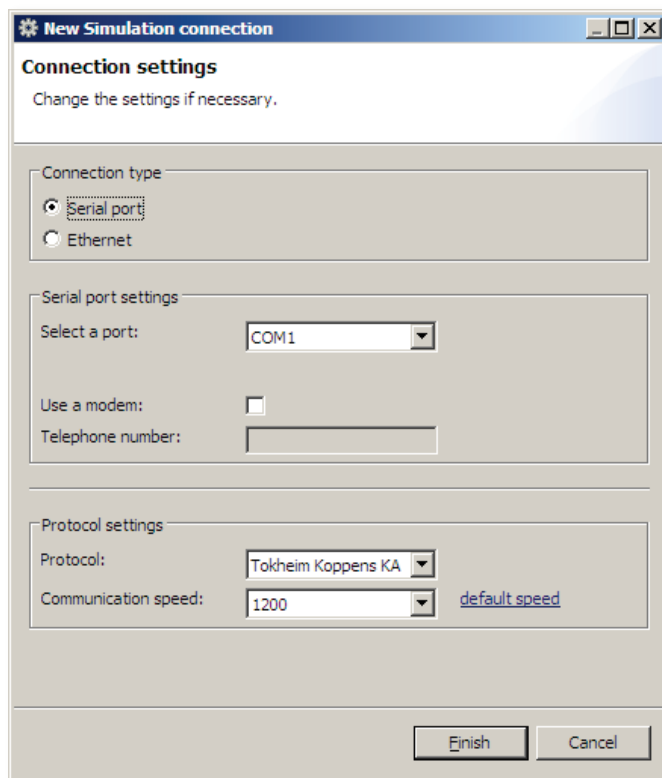 New Simulation connection
Connection settings
Change the settings if necessary.
Connection type
Serial port
Ethernet
Serial port settings
Select a port: COM1
Use a modem:
Telephone number:
Protocol settings
Protocol: Tokheim Koppens KA
Communication speed: 1200 default speed
Finish Cancel